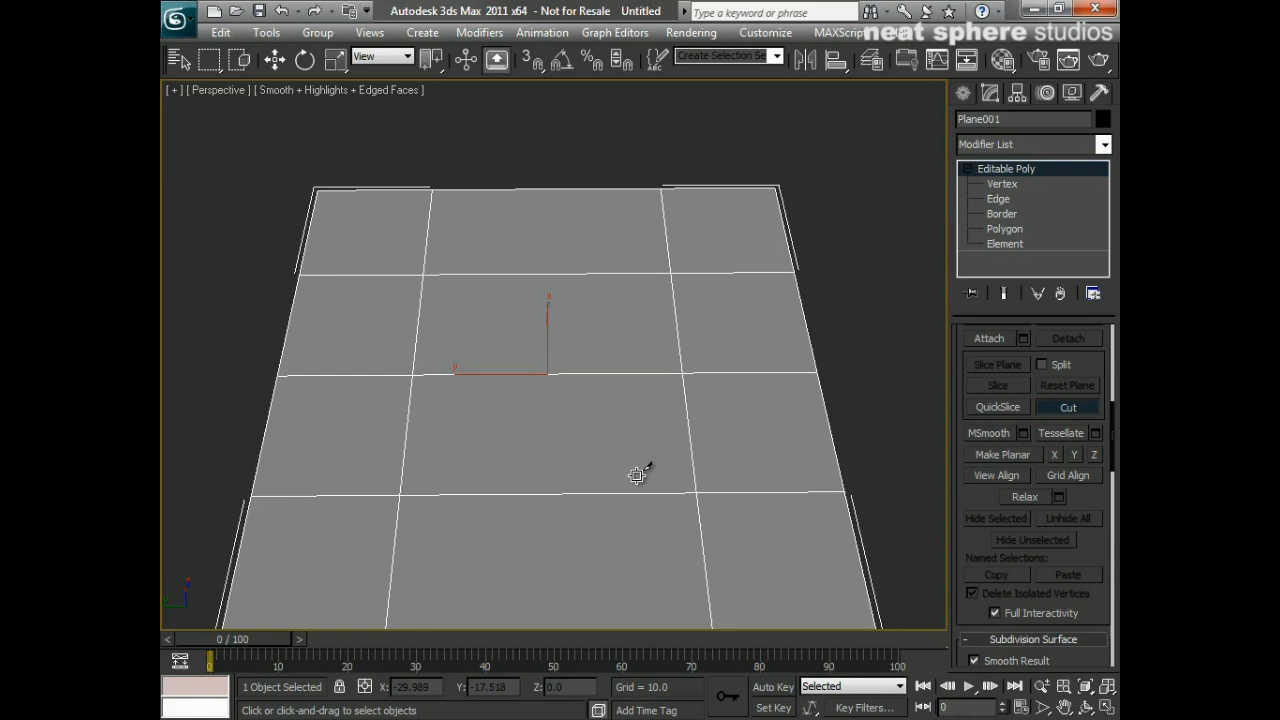 Autodesk 3ds Max 2011 x64 - Not for Resale Untitled
Type a keyword or phrase
Edit Tools Group Views Create Modifiers Animation Graph Editors Rendering Customize MAXScrip
neat sphere studios
View
3
%
ABC
Create Selection Se
[ + ] [ Perspective ] [ Smooth + Highlights + Edged Faces ]
Plane001
Modifier List
Editable Poly
Vertex
Edge
Border
Polygon
Element
x
y
Attach Detach
Slice Plane Split
Slice Reset Plane
QuickSlice Cut
MSmooth Tessellate
Make Planar X Y Z
View Align Grid Align
Relax
Hide Selected Unhide All
Hide Unselected
Named Selections:
Copy Paste
Delete Isolated Vertices
Full Interactivity
- Subdivision Surface
Smooth Result
< 0 / 100 >
0 10 20 30 40 50 60 70 80 90 100
1 Object Selected X: -29.989 Y: -17.518 Z: 0.0 Grid = 10.0 Auto Key Selected
Click or click-and-drag to select objects Add Time Tag Set Key Key Filters... 0